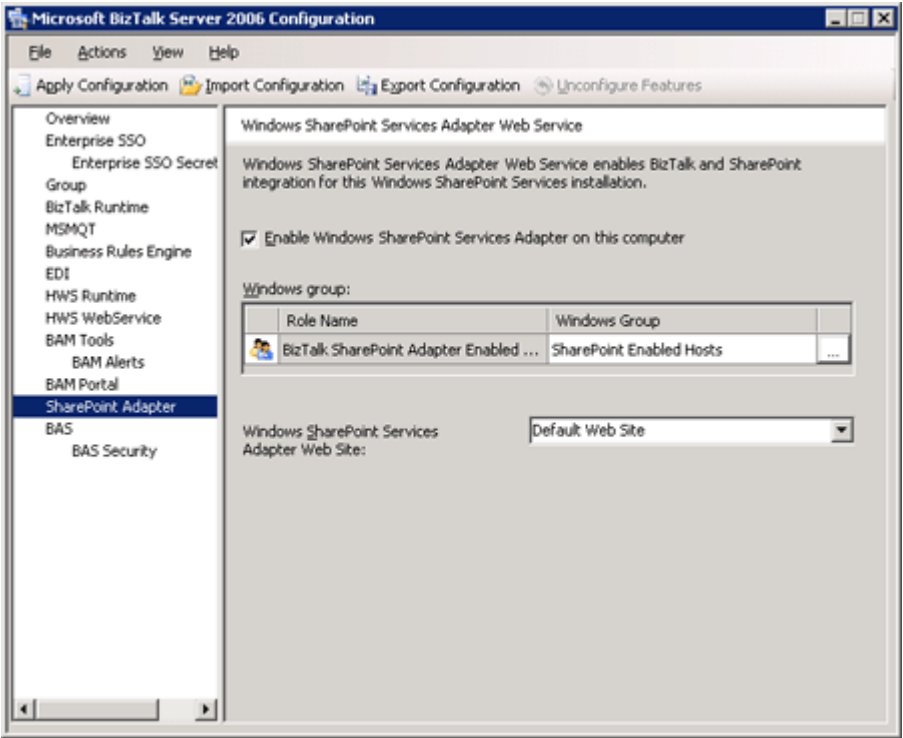 Microsoft BizTalk Server 2006 Configuration
File Actions View Help
Apply Configuration Import Configuration Export Configuration Unconfigure Features
Overview
Enterprise SSO
Enterprise SSO Secret
Group
BizTalk Runtime
MSMQT
Business Rules Engine
EDI
HWS Runtime
HWS WebService
BAM Tools
BAM Alerts
BAM Portal
SharePoint Adapter
BAS
BAS Security
Windows SharePoint Services Adapter Web Service
Windows SharePoint Services Adapter Web Service enables BizTalk and SharePoint
integration for this Windows SharePoint Services installation.
Enable Windows SharePoint Services Adapter on this computer
Windows group:
Role Name Windows Group
BizTalk SharePoint Adapter Enabled ... SharePoint Enabled Hosts ...
Windows SharePoint Services
Adapter Web Site:
Default Web Site